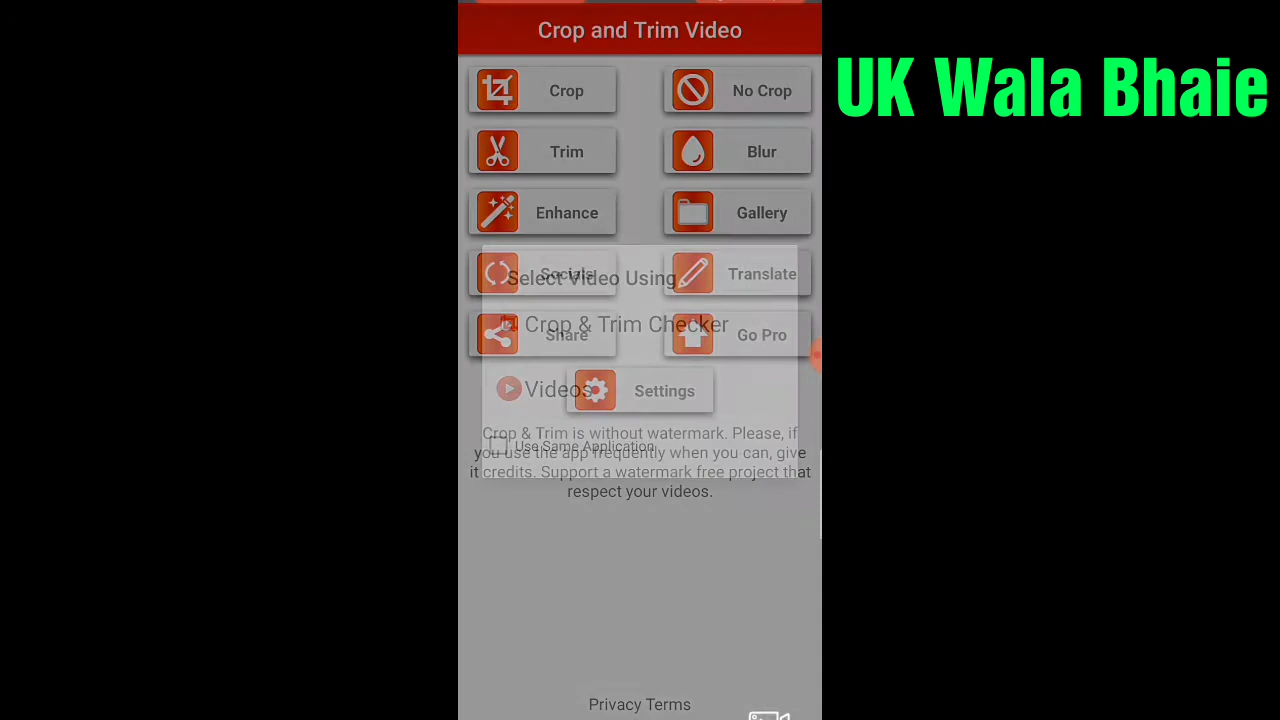 Crop and Trim Video
UK Wala Bhaie
Crop
No Crop
Trim
Blur
Enhance
Gallery
Socials
Translate
Select Video Using
Share
Go Pro
Crop & Trim Checker
Videos
Settings
Use Same Application
Crop & Trim is without watermark. Please, if
you use the app frequently when you can, give
it credits. Support a watermark free project that
respect your videos.
Privacy Terms